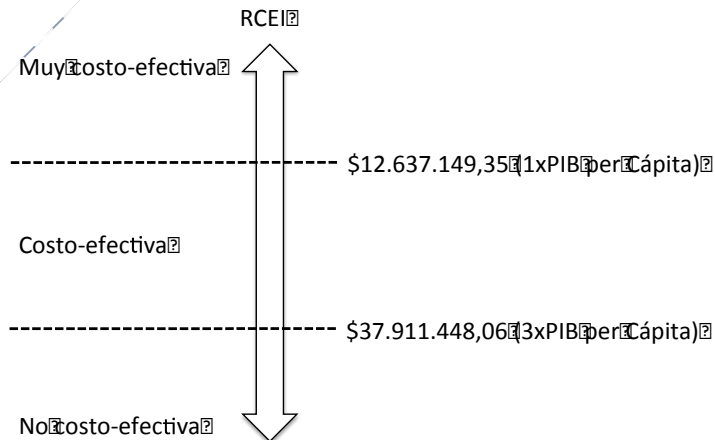 RCEI
Muy costo-efectiva
$12.637.149,35 (1xPIB per Cápita)
Costo-efectiva
$37.911.448,06 (3xPIB per Cápita)
No costo-efectiva